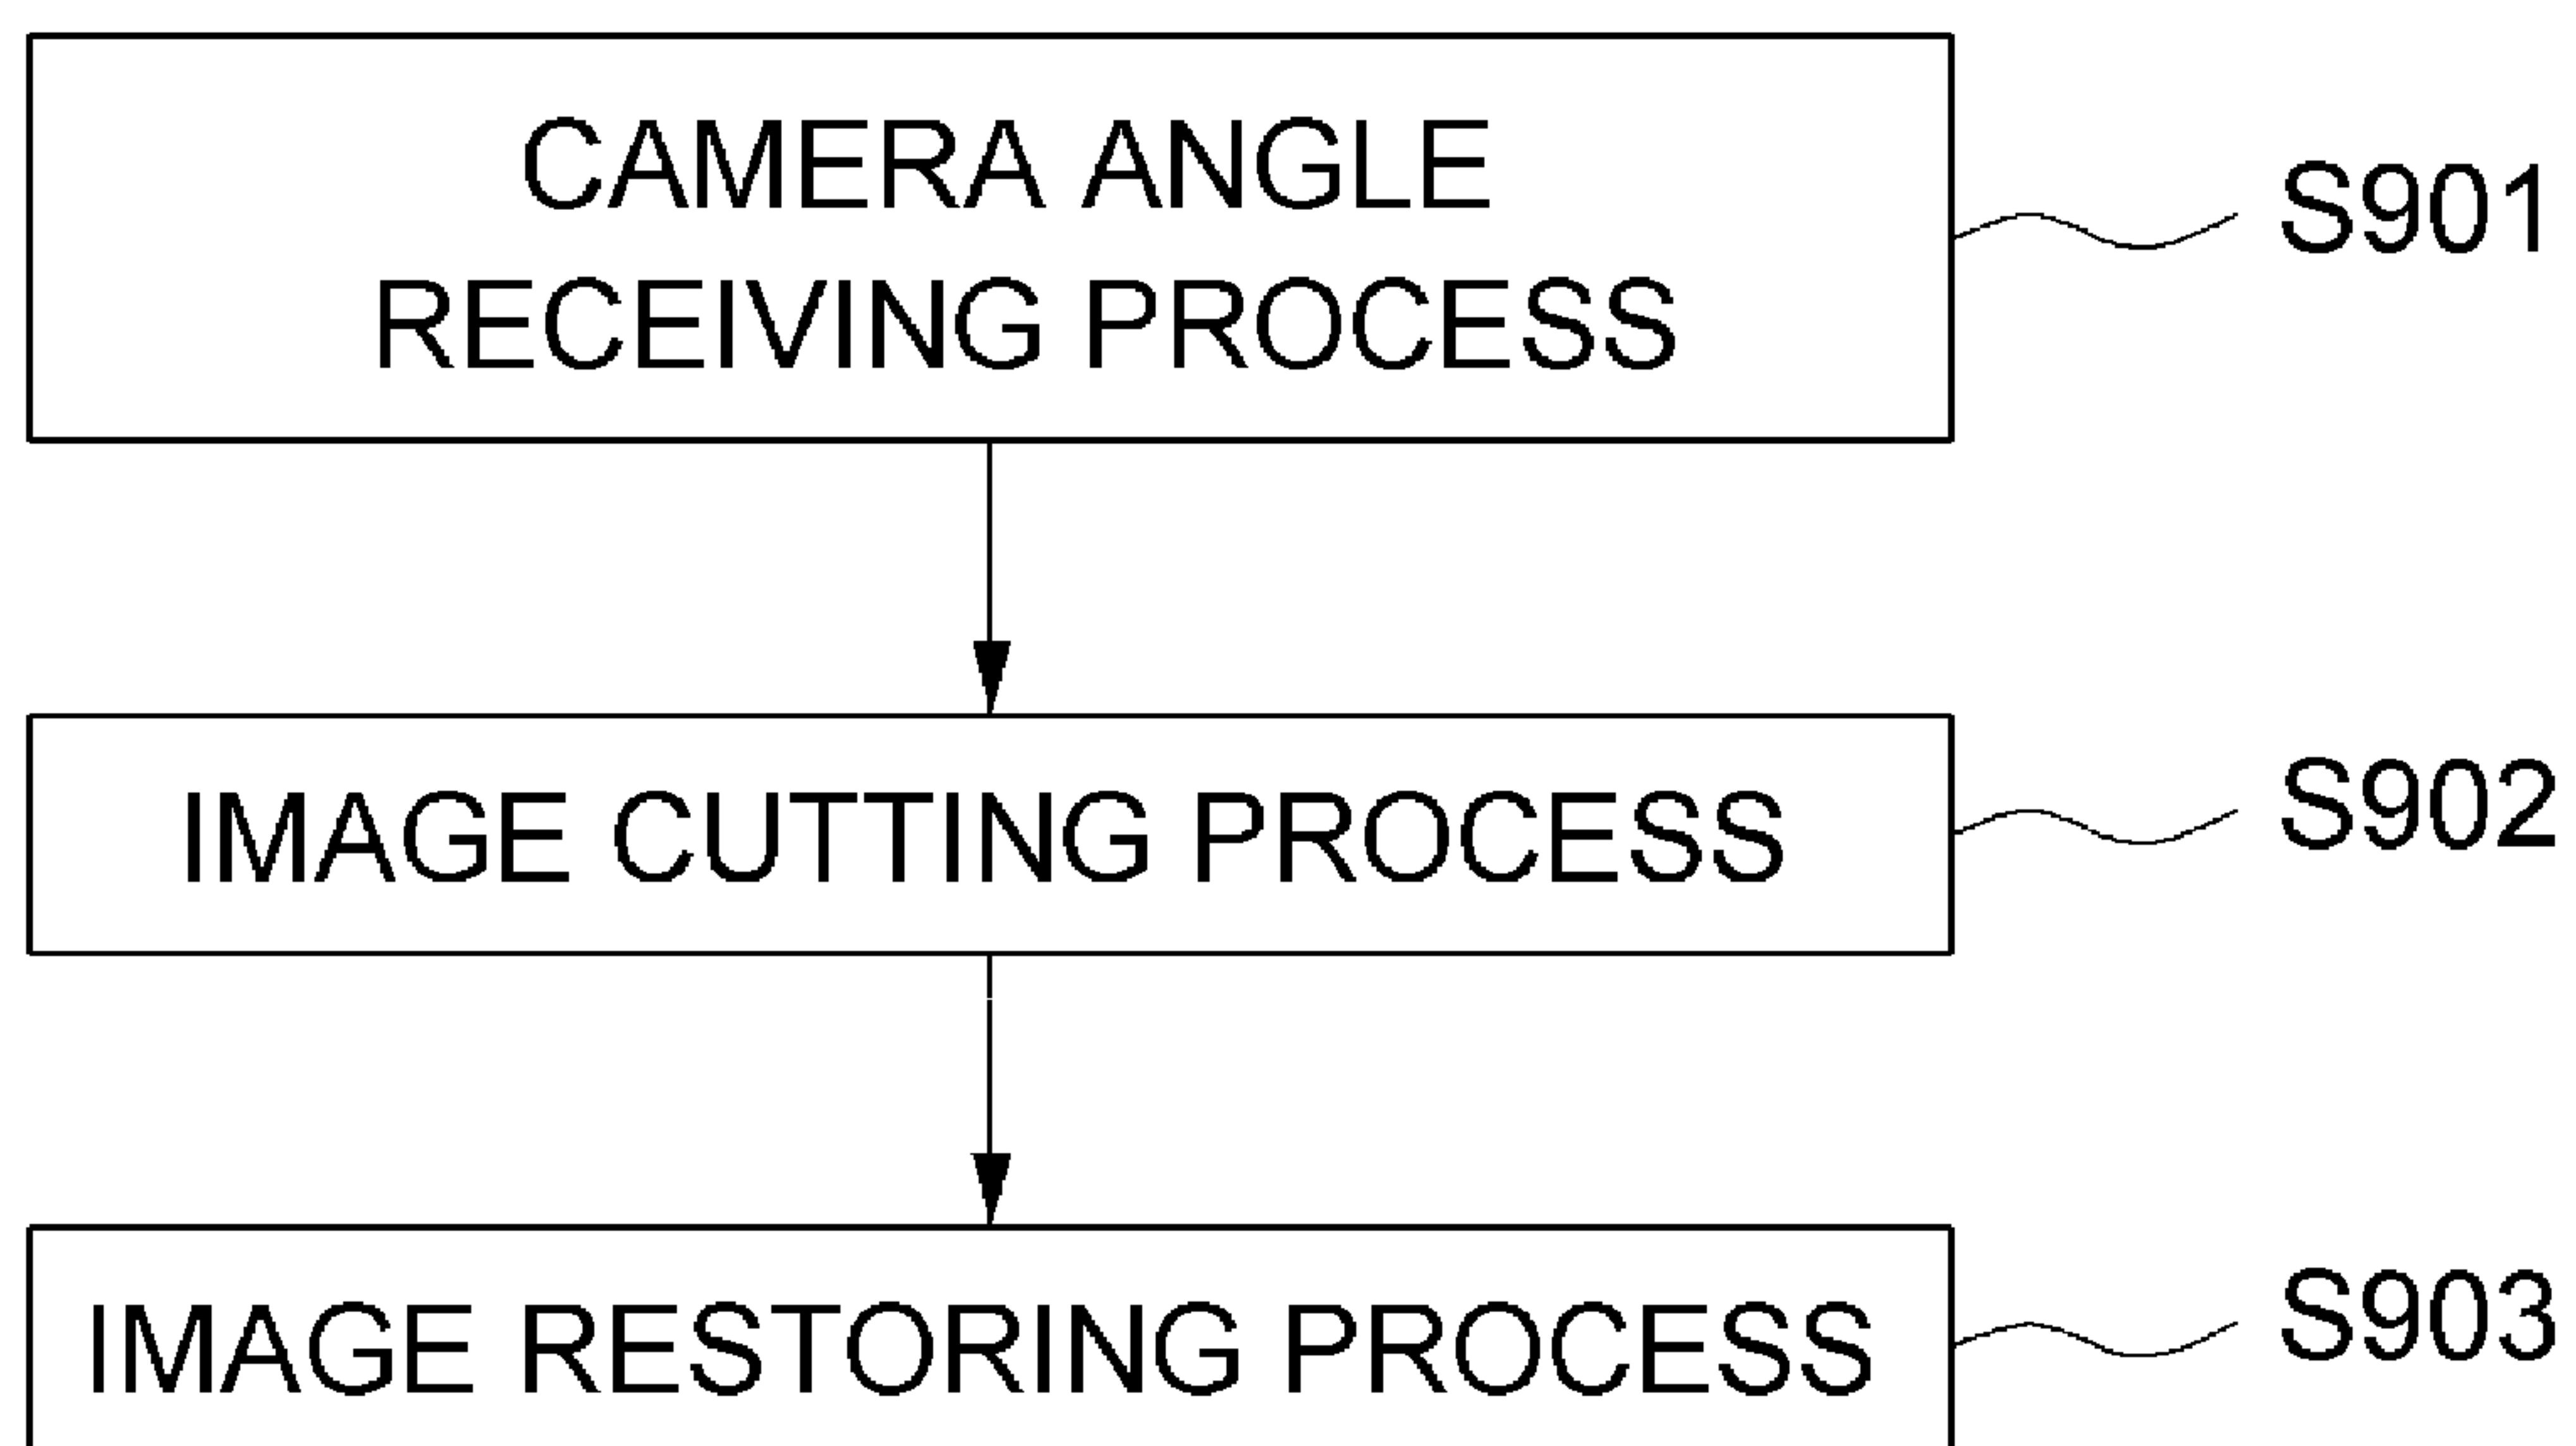 CAMERA ANGLE
RECEIVING PROCESS
S901
IMAGE CUTTING PROCESS
S902
IMAGE RESTORING PROCESS
S903